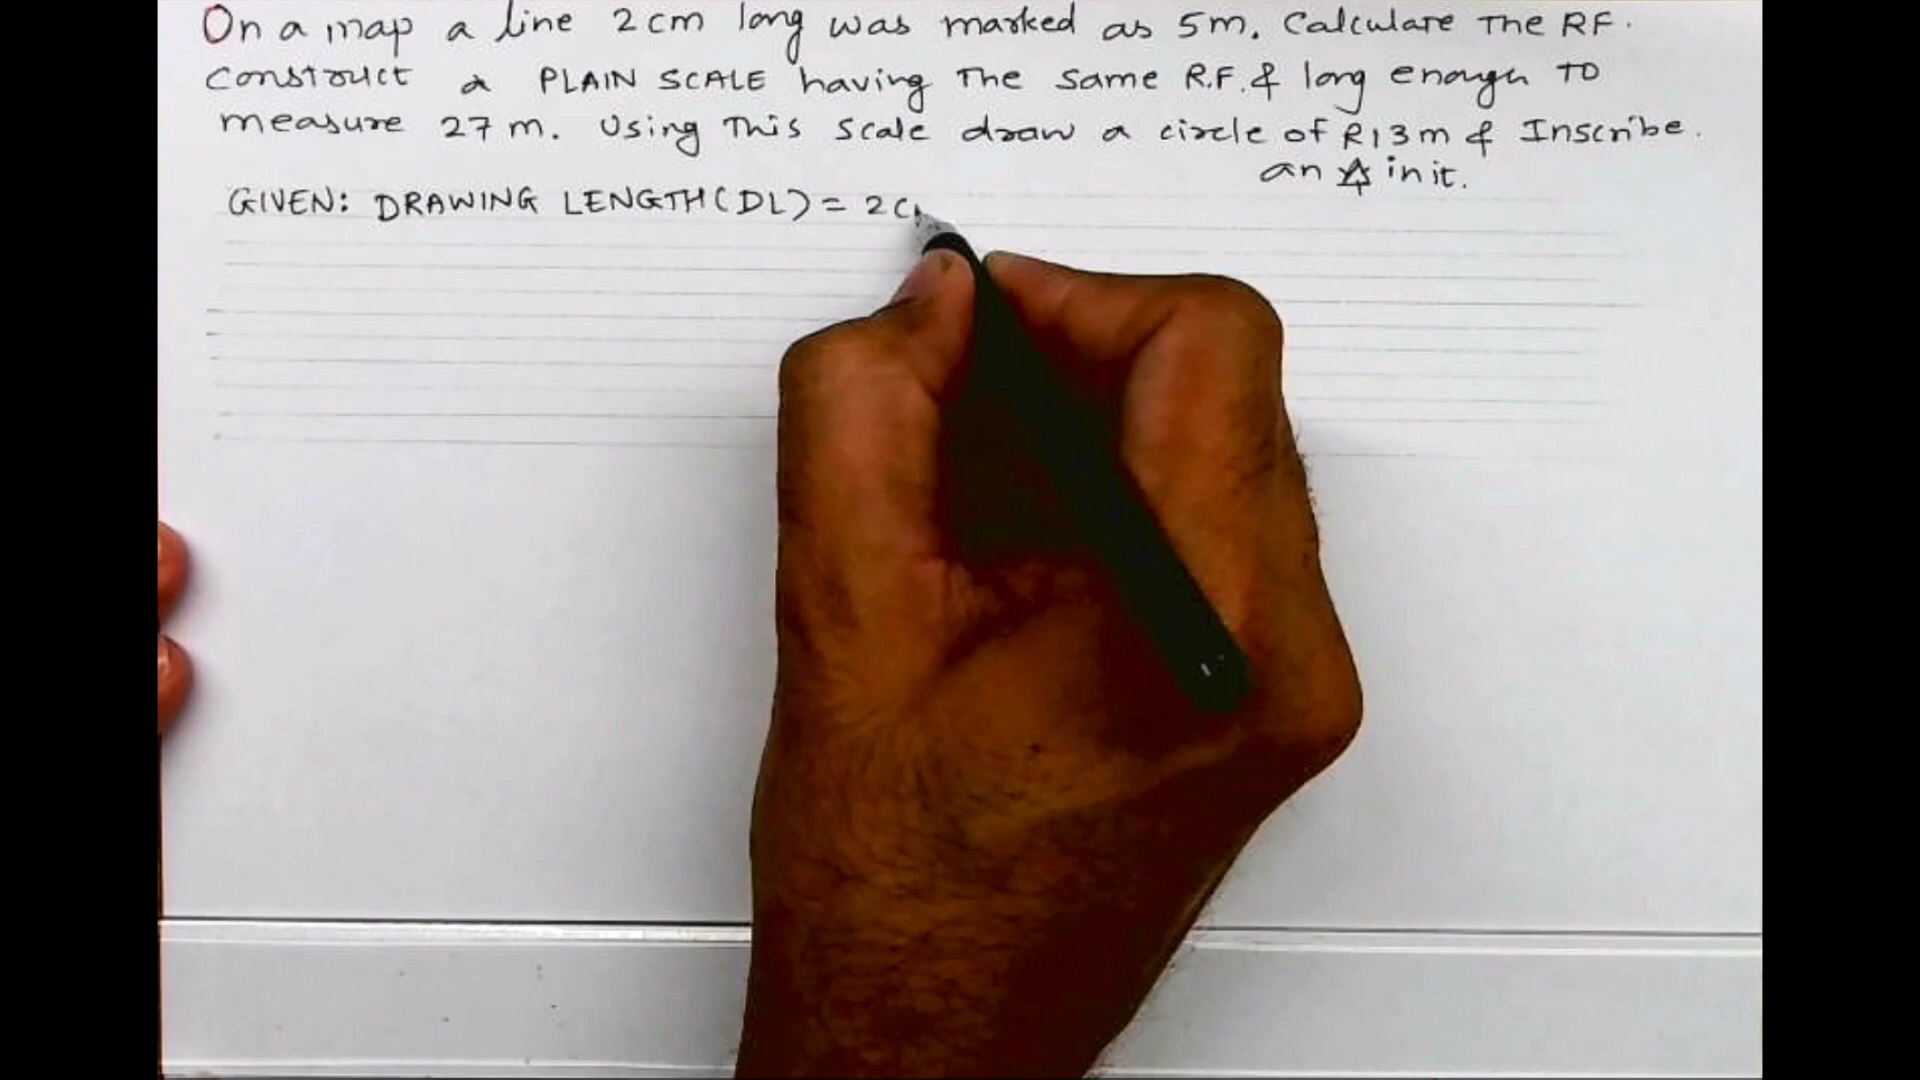 On a map a line 2cm long was marked as 5m. Calculate The RF.
Construct a PLAIN SCALE having The same R.F. & long enough TO
measure 27m. Using This scale draw a circle of R13m & Inscribe.
an in it.
GIVEN: DRAWING LENGTH(DL) = 2c